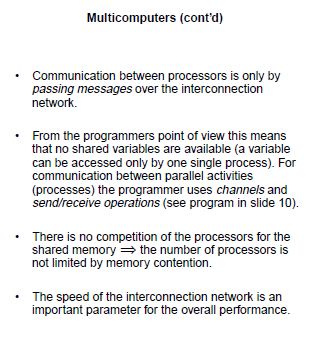 Multicomputers (cont'd)
• Communication between processors is only by
passing messages over the interconnection
network.
• From the programmers point of view this means
that no shared variables are available (a variable
can be accessed only by one single process). For
communication between parallel activities
(processes) the programmer uses channels and
send/receive operations (see program in slide 10).
• There is no competition of the processors for the
shared memory ⟹ the number of processors is
not limited by memory contention.
• The speed of the interconnection network is an
important parameter for the overall performance.